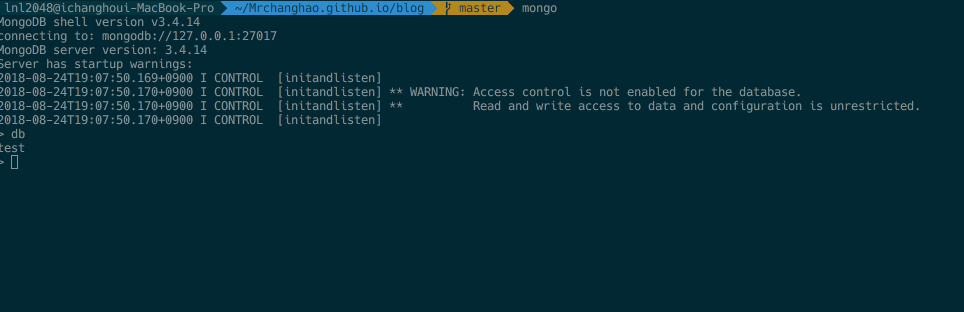 lnl2048@ichanghoui-MacBook-Pro ~/Mrchanghao.github.io/blog master mongo
MongoDB shell version v3.4.14
connecting to: mongodb://127.0.0.1:27017
MongoDB server version: 3.4.14
Server has startup warnings:
2018-08-24T19:07:50.169+0900 I CONTROL  [initandlisten]
2018-08-24T19:07:50.170+0900 I CONTROL  [initandlisten] ** WARNING: Access control is not enabled for the database.
2018-08-24T19:07:50.170+0900 I CONTROL  [initandlisten] **          Read and write access to data and configuration is unrestricted.
2018-08-24T19:07:50.170+0900 I CONTROL  [initandlisten]
> db
test
>